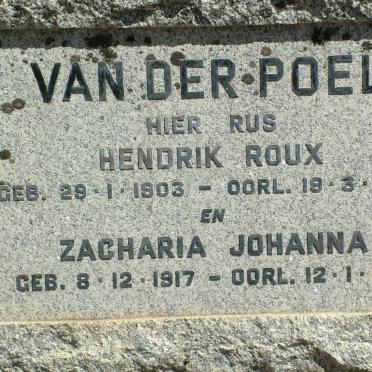 VAN DER POEL
HIER RUS
HENDRIK ROUX
GEB. 29·1·1903 – OORL. 19·3·
EN
ZACHARIA JOHANNA
GEB. 8·12·1917 – OORL. 12·1·